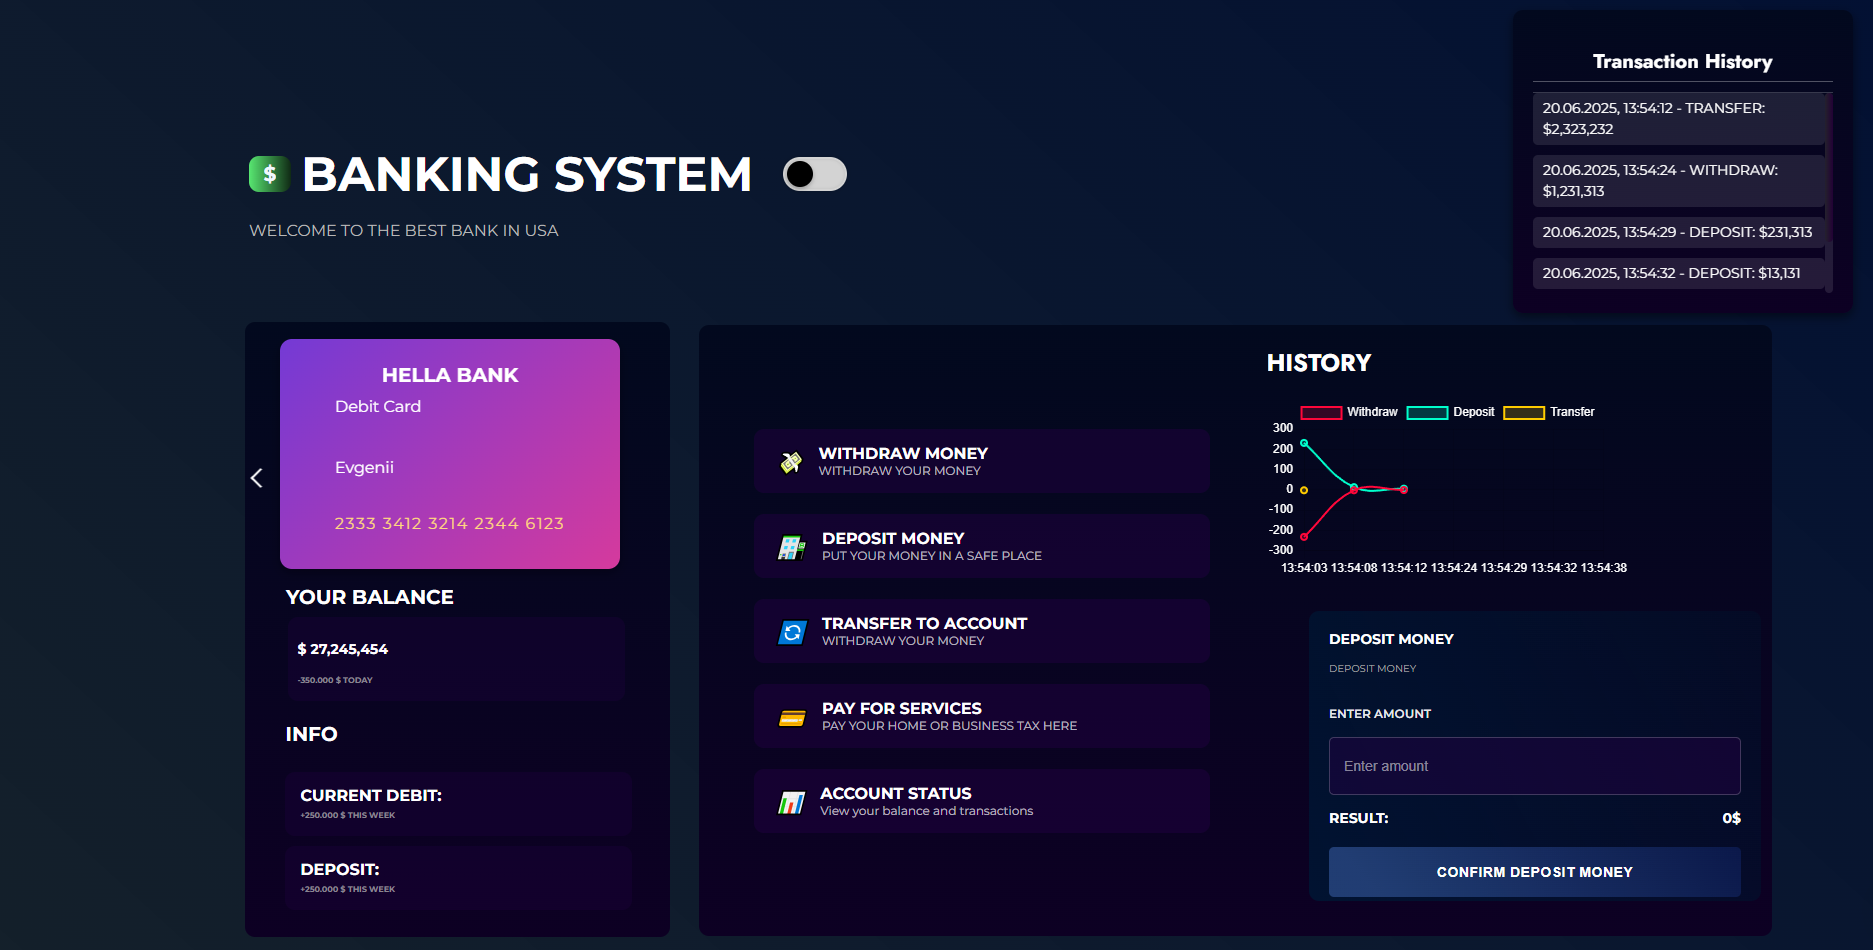 Transaction History
20.06.2025, 13:54:12 - TRANSFER:
$2,323,232
20.06.2025, 13:54:24 - WITHDRAW:
$1,231,313
20.06.2025, 13:54:29 - DEPOSIT: $231,313
20.06.2025, 13:54:32 - DEPOSIT: $13,131
$ BANKING SYSTEM
WELCOME TO THE BEST BANK IN USA
HELLA BANK
Debit Card
Evgenii
2333 3412 3214 2344 6123
YOUR BALANCE
$ 27,245,454
-350.000 $ TODAY
INFO
CURRENT DEBIT:
+250.000 $ THIS WEEK
DEPOSIT:
+250.000 $ THIS WEEK
WITHDRAW MONEY
WITHDRAW YOUR MONEY
DEPOSIT MONEY
PUT YOUR MONEY IN A SAFE PLACE
TRANSFER TO ACCOUNT
WITHDRAW YOUR MONEY
PAY FOR SERVICES
PAY YOUR HOME OR BUSINESS TAX HERE
ACCOUNT STATUS
View your balance and transactions
HISTORY
Withdraw Deposit Transfer
300
200
100
0
-100
-200
-300
13:54:03 13:54:08 13:54:12 13:54:24 13:54:29 13:54:32 13:54:38
DEPOSIT MONEY
DEPOSIT MONEY
ENTER AMOUNT
Enter amount
RESULT: 0$
CONFIRM DEPOSIT MONEY